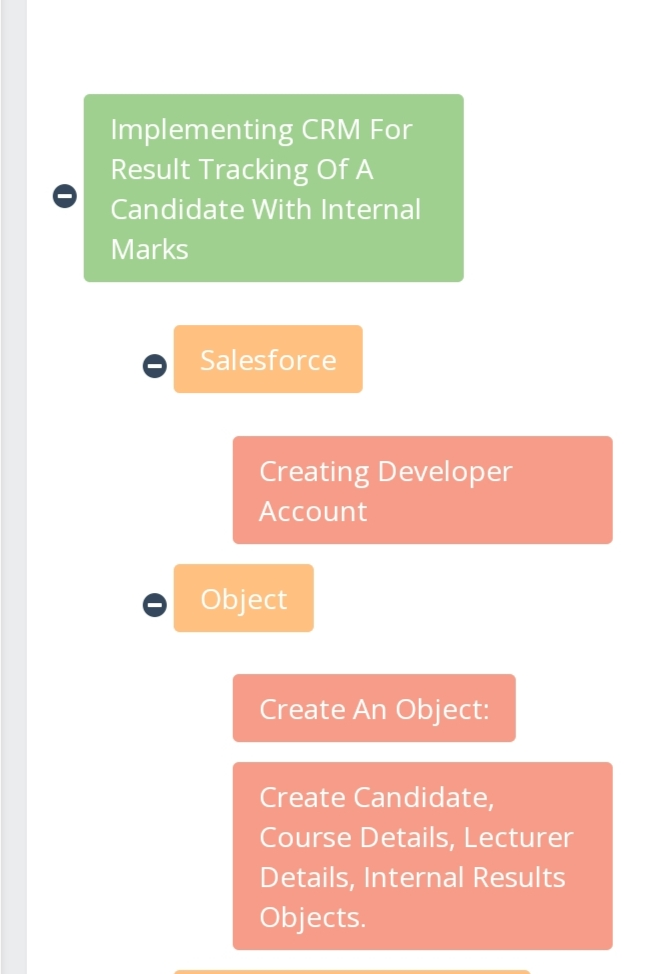 Implementing CRM For
Result Tracking Of A
Candidate With Internal
Marks
Salesforce
Creating Developer
Account
Object
Create An Object:
Create Candidate,
Course Details, Lecturer
Details, Internal Results
Objects.